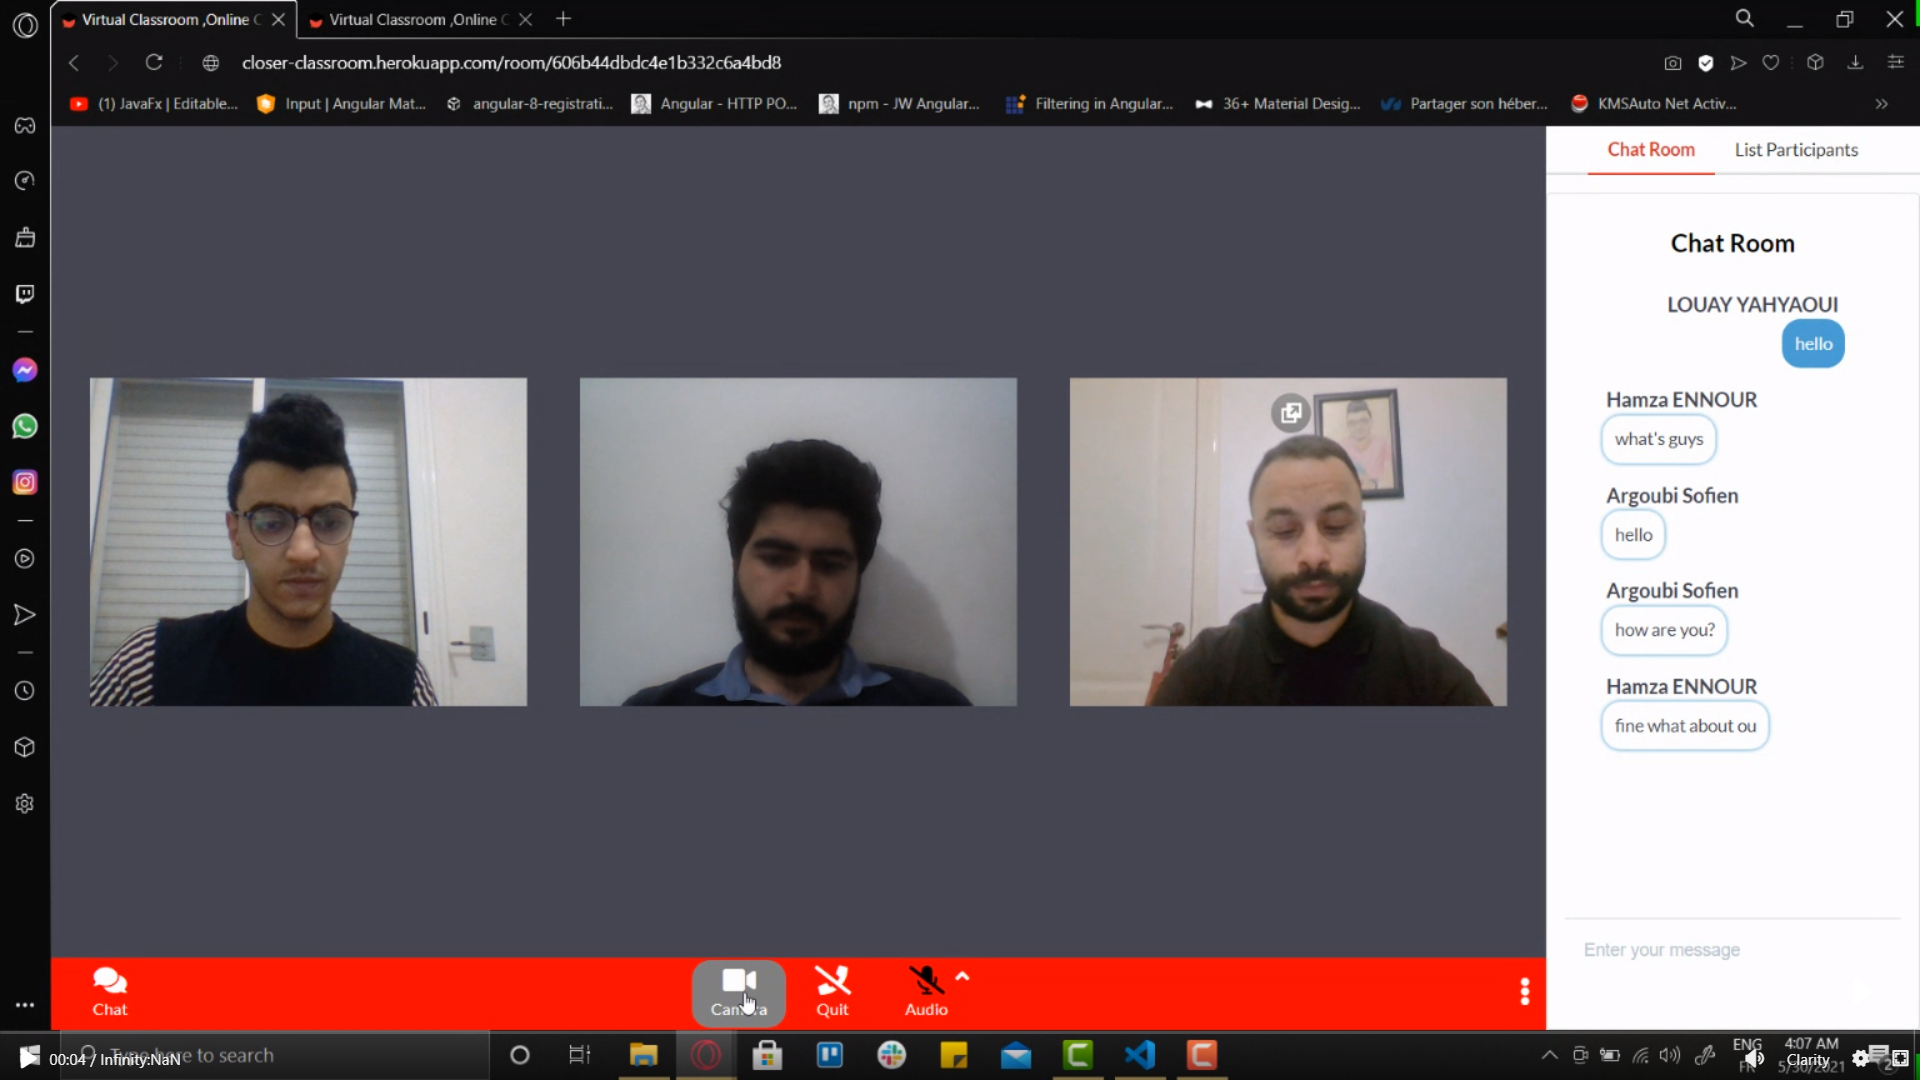 Virtual Classroom ,Online C
Virtual Classroom ,Online C
closer-classroom.herokuapp.com/room/606b44dbdc4e1b332c6a4bd8
(1) JavaFx | Editable...
Input | Angular Mat...
angular-8-registrati...
Angular - HTTP PO...
npm - JW Angular...
Filtering in Angular...
36+ Material Desig...
Partager son héber...
KMSAuto Net Activ...
Chat Room
List Participants
Chat Room
LOUAY YAHYAOUI
hello
Hamza ENNOUR
what's guys
Argoubi Sofien
hello
Argoubi Sofien
how are you?
Hamza ENNOUR
fine what about ou
Enter your message
Chat
Camera
Quit
Audio
00:04 / Infinity:NaN
Type here to search
ENG
FR
4:07 AM
5/30/2021
Clarity
2